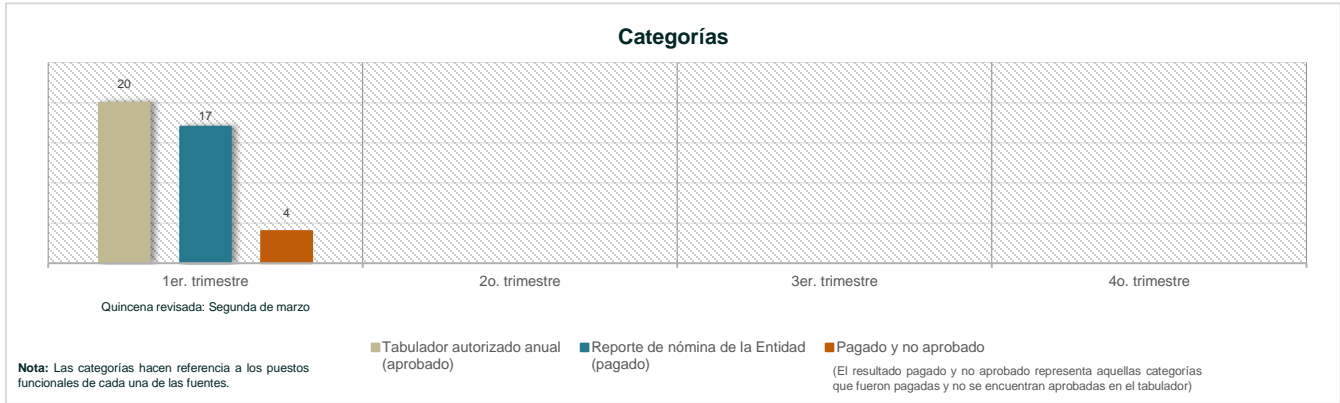 Categorías
20
17
4
1er. trimestre
2o. trimestre
3er. trimestre
4o. trimestre
Quincena revisada: Segunda de marzo
Tabulador autorizado anual
(aprobado)
Reporte de nómina de la Entidad
(pagado)
Pagado y no aprobado
(El resultado pagado y no aprobado representa aquellas categorías
que fueron pagadas y no se encuentran aprobadas en el tabulador)
Nota: Las categorías hacen referencia a los puestos
funcionales de cada una de las fuentes.